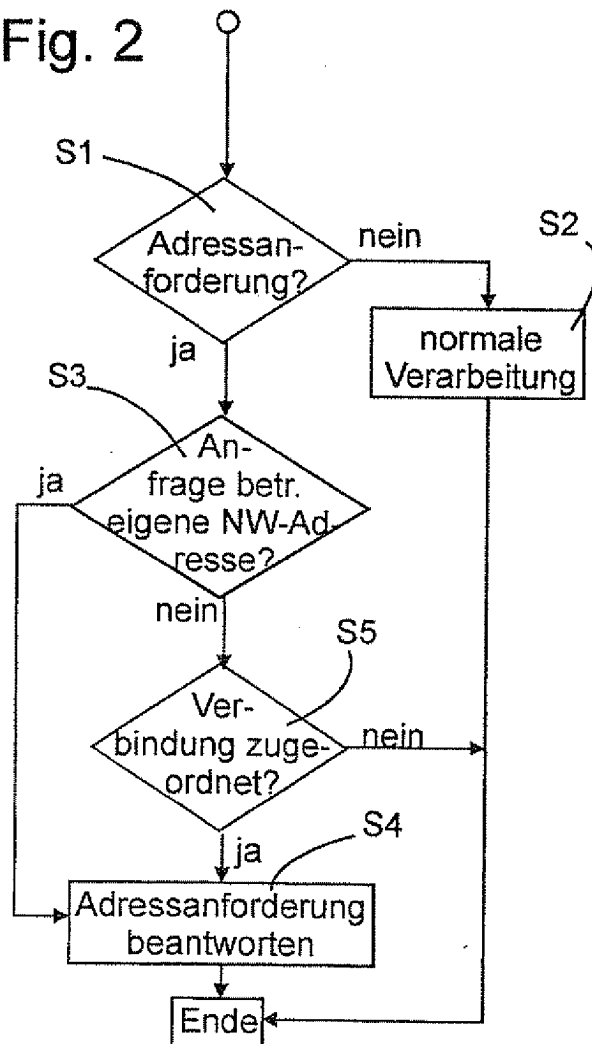 Fig. 2
S1
Adressan-
forderung?
nein
S2
normale
Verarbeitung
ja
S3
An-
frage betr.
eigene NW-Ad-
resse?
ja
nein
S5
Ver-
bindung zuge-
ordnet?
nein
ja
S4
Adressanforderung
beantworten
Ende